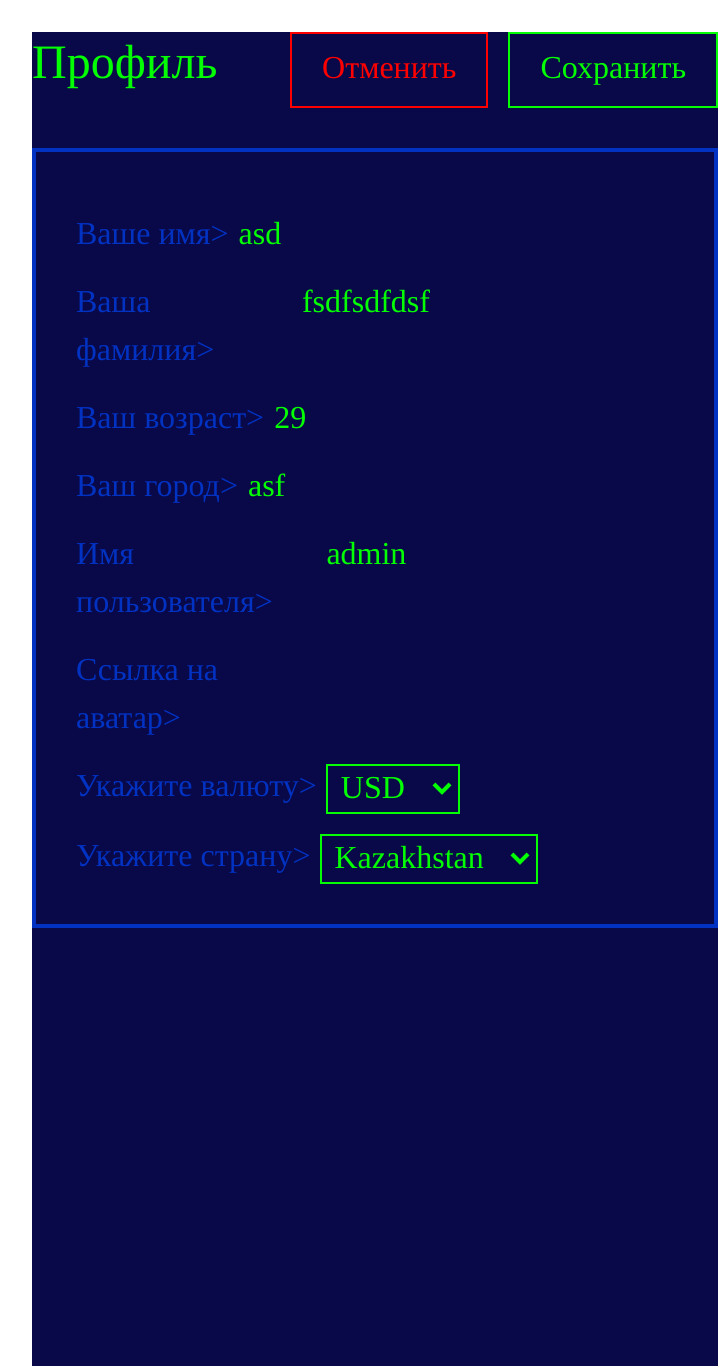 Профиль
Отменить
Сохранить
Ваше имя> asd
Ваша fsdfsdfdsf
фамилия>
Ваш возраст> 29
Ваш город> asf
Имя admin
пользователя>
Ссылка на
аватар>
Укажите валюту> USD
Укажите страну> Kazakhstan